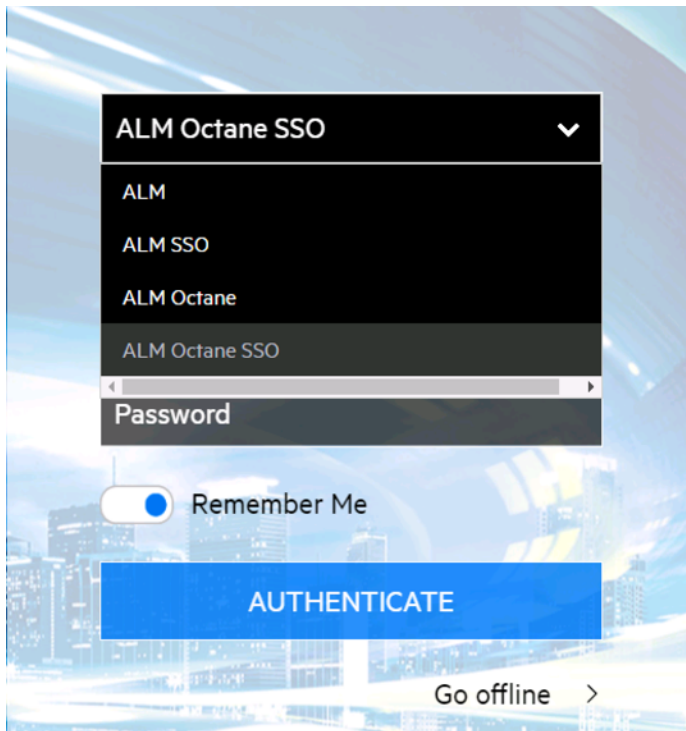 ALM Octane SSO
ALM
ALM SSO
ALM Octane
ALM Octane SSO
Password
Remember Me
AUTHENTICATE
Go offline